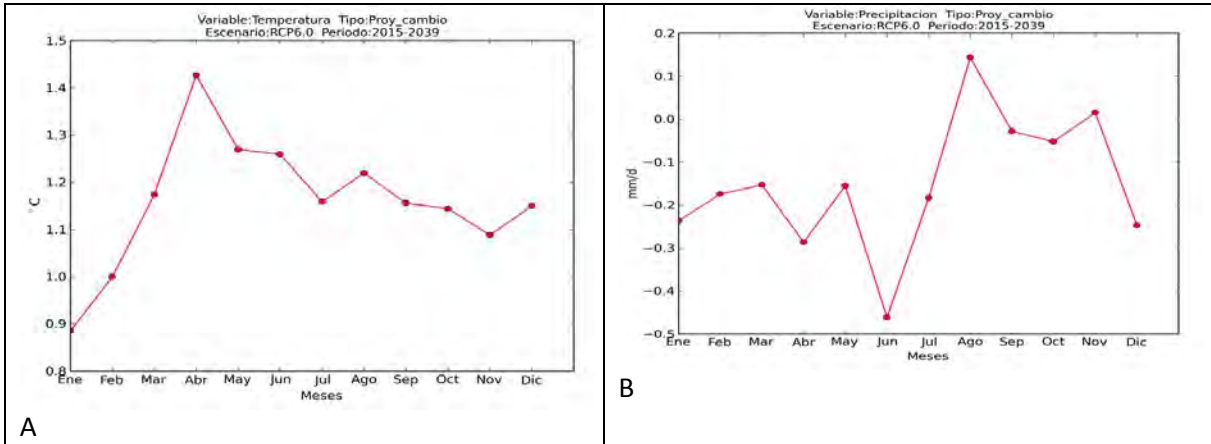 Variable:Temperatura Tipo:Proy_cambio
Escenario:RCP6.0 Periodo:2015-2039
1.5
1.4
1.3
1.2
1.1
1.0
0.9
0.8
°C
Ene Feb Mar Abr May Jun Jul Ago Sep Oct Nov Dic
Meses
A
Variable:Precipitacion Tipo:Proy_cambio
Escenario:RCP6.0 Periodo:2015-2039
0.2
0.1
0.0
−0.1
−0.2
−0.3
−0.4
−0.5
mm/d
Ene Feb Mar Abr May Jun Jul Ago Sep Oct Nov Dic
Meses
B